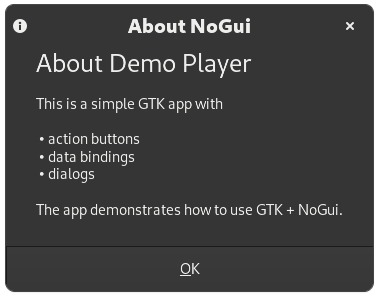 About NoGui
About Demo Player
This is a simple GTK app with
• action buttons
• data bindings
• dialogs
The app demonstrates how to use GTK + NoGui.
OK